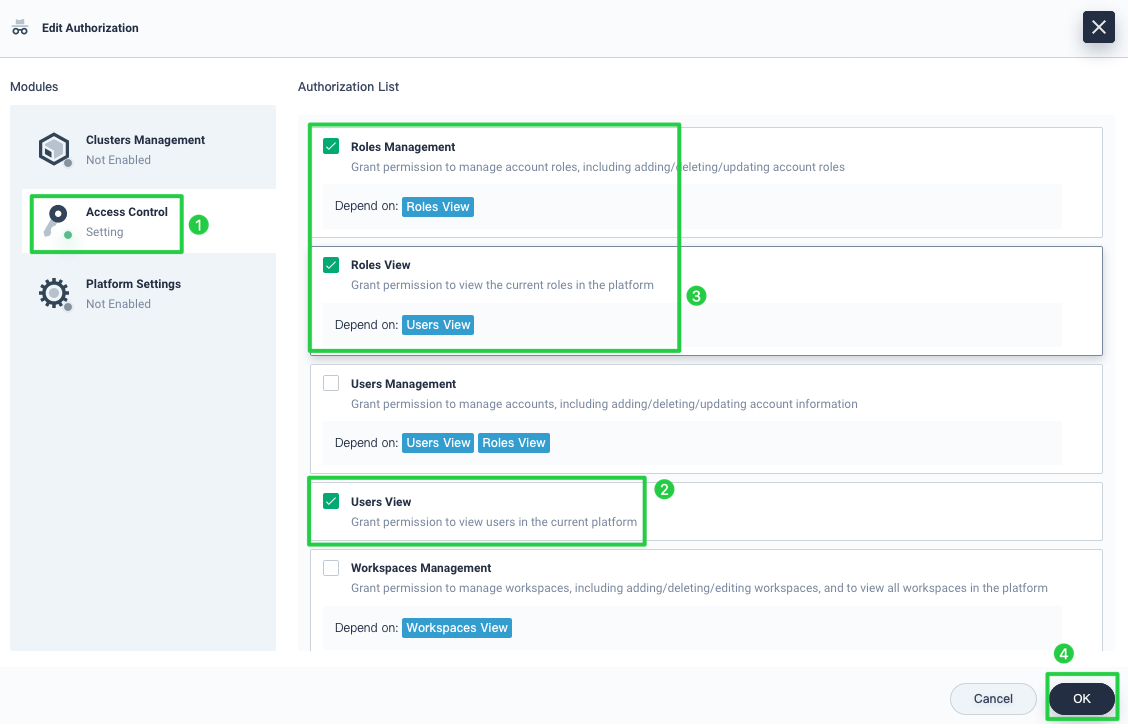 Edit Authorization
Modules
Authorization List
Clusters Management
Not Enabled
Access Control
Setting
1
Platform Settings
Not Enabled
Roles Management
Grant permission to manage account roles, including adding/deleting/updating account roles
Depend on: Roles View
Roles View
Grant permission to view the current roles in the platform
3
Depend on: Users View
Users Management
Grant permission to manage accounts, including adding/deleting/updating account information
Depend on: Users View Roles View
2
Users View
Grant permission to view users in the current platform
Workspaces Management
Grant permission to manage workspaces, including adding/deleting/editing workspaces, and to view all workspaces in the platform
Depend on: Workspaces View
4
Cancel
OK